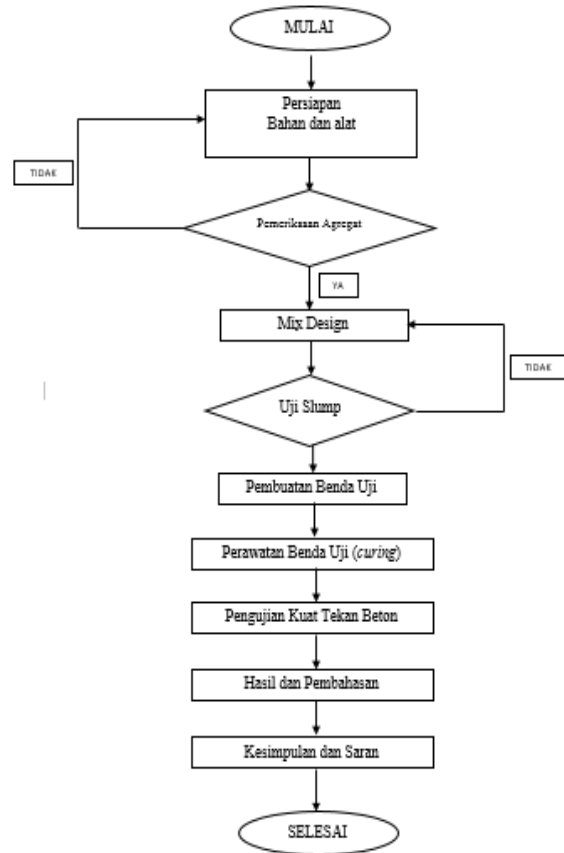 MULAI
Persiapan
Bahan dan alat
TIDAK
Pemeriksaan Agregat
YA
Mix Design
TIDAK
Uji Slump
Pembuatan Benda Uji
Perawatan Benda Uji (curing)
Pengujian Kuat Tekan Beton
Hasil dan Pembahasan
Kesimpulan dan Saran
SELESAI